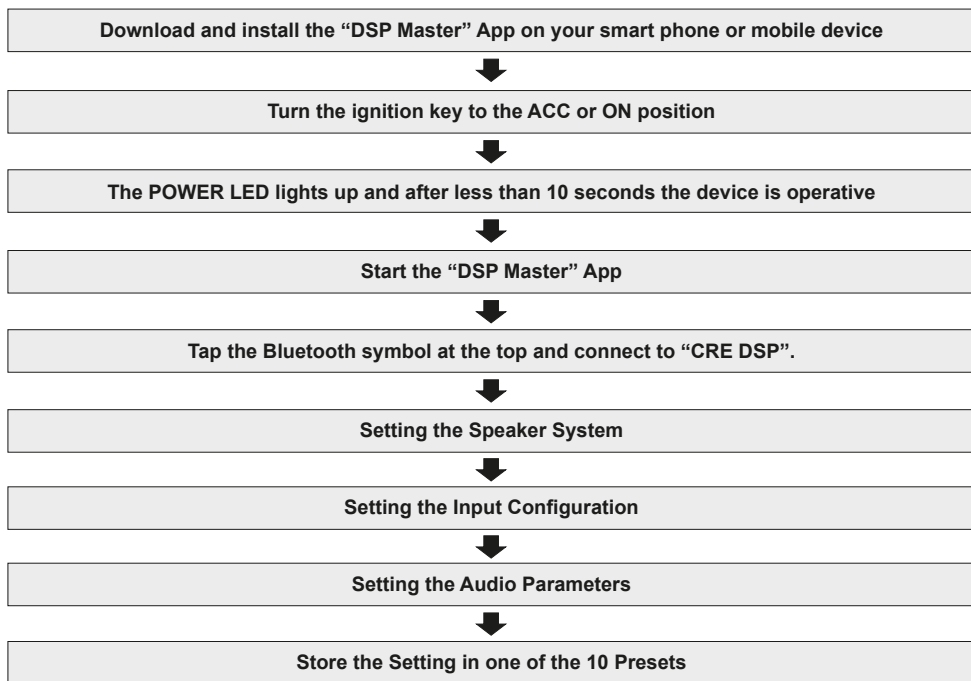 Download and install the “DSP Master” App on your smart phone or mobile device
Turn the ignition key to the ACC or ON position
The POWER LED lights up and after less than 10 seconds the device is operative
Start the “DSP Master” App
Tap the Bluetooth symbol at the top and connect to “CRE DSP”.
Setting the Speaker System
Setting the Input Configuration
Setting the Audio Parameters
Store the Setting in one of the 10 Presets